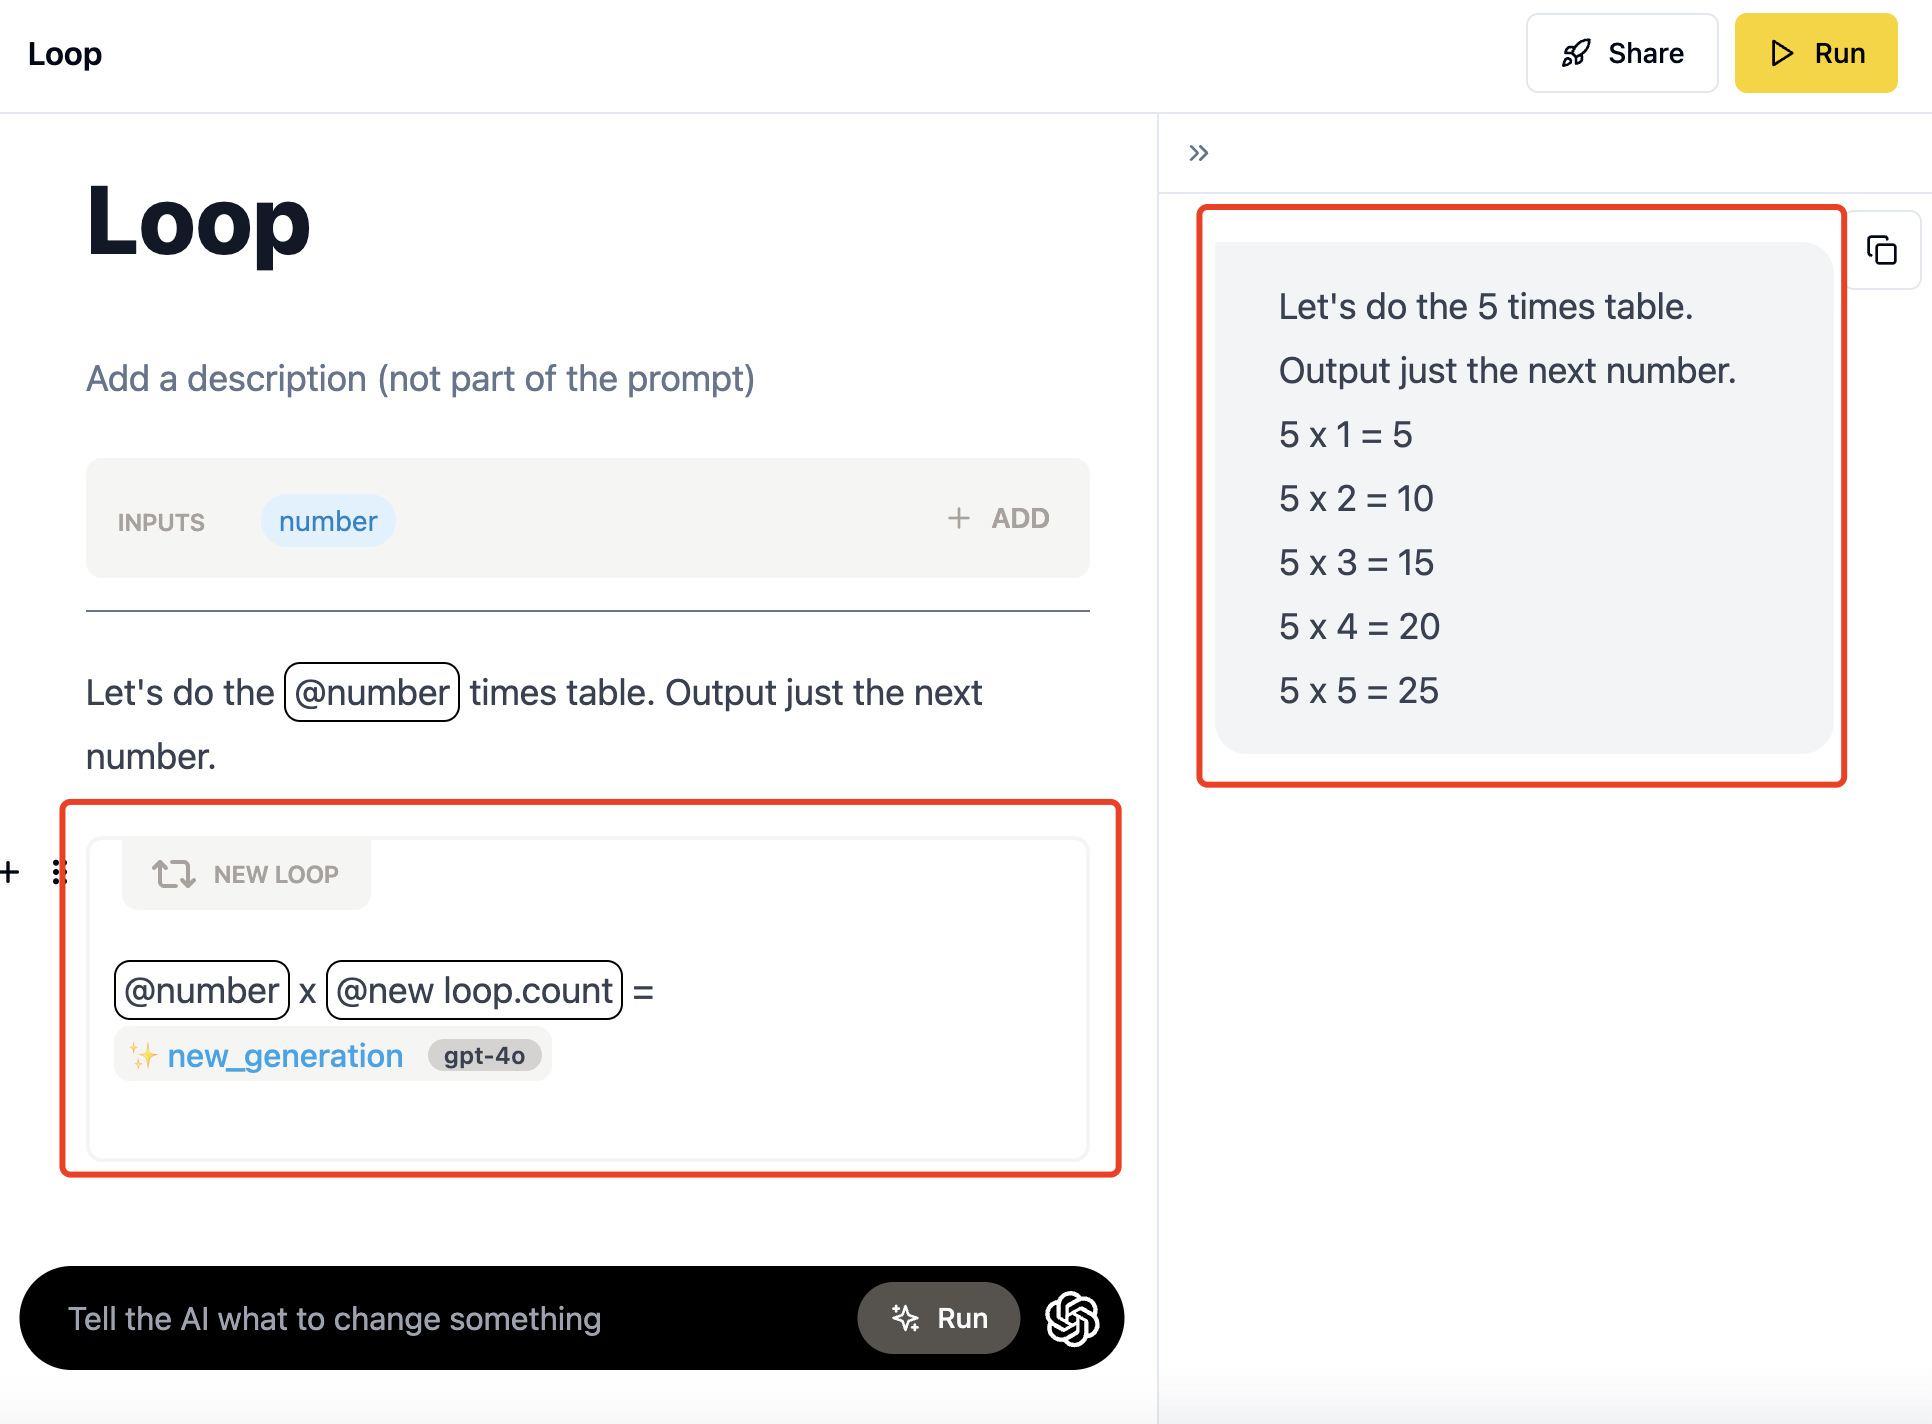 Loop
Share
Run
Loop
Add a description (not part of the prompt)
INPUTS number + ADD
Let's do the @number times table. Output just the next
number.
NEW LOOP
@number x @new loop.count =
✨ new_generation gpt-4o
Tell the AI what to change something
Run
Let's do the 5 times table.
Output just the next number.
5 x 1 = 5
5 x 2 = 10
5 x 3 = 15
5 x 4 = 20
5 x 5 = 25